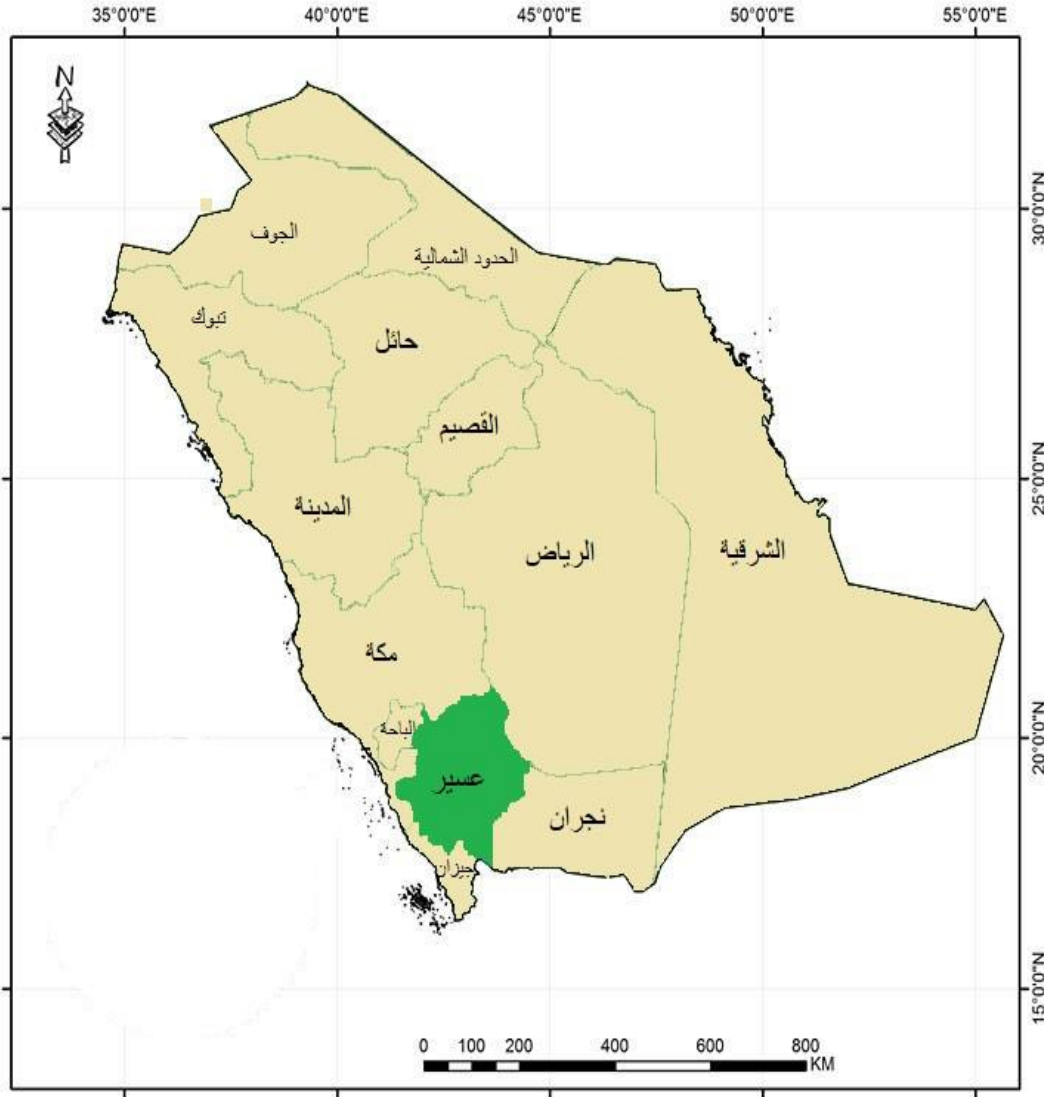 35°0'0"E 40°0'0"E 45°0'0"E 50°0'0"E 55°0'0"E
N
30°0'0"N
الجوف
الحدود الشمالية
تبوك
حائل
القصيم
25°0'0"N
المدينة
الرياض
الشرقية
مكة
الباحة
20°0'0"N
عسير
نجران
جيزان
15°0'0"N
0 100 200 400 600 800
KM